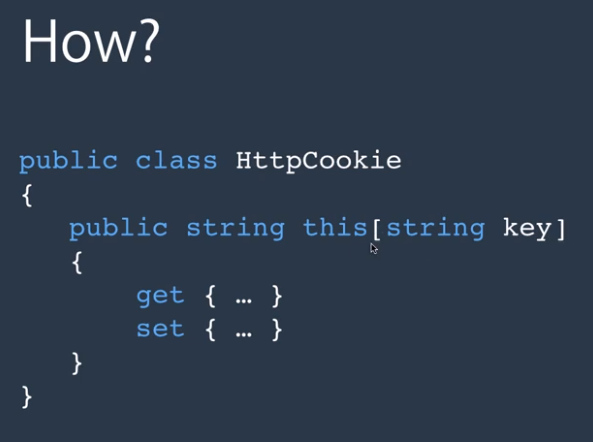 How?
public class HttpCookie
{
public string this[string key]
{
get { … }
set { … }
}
}